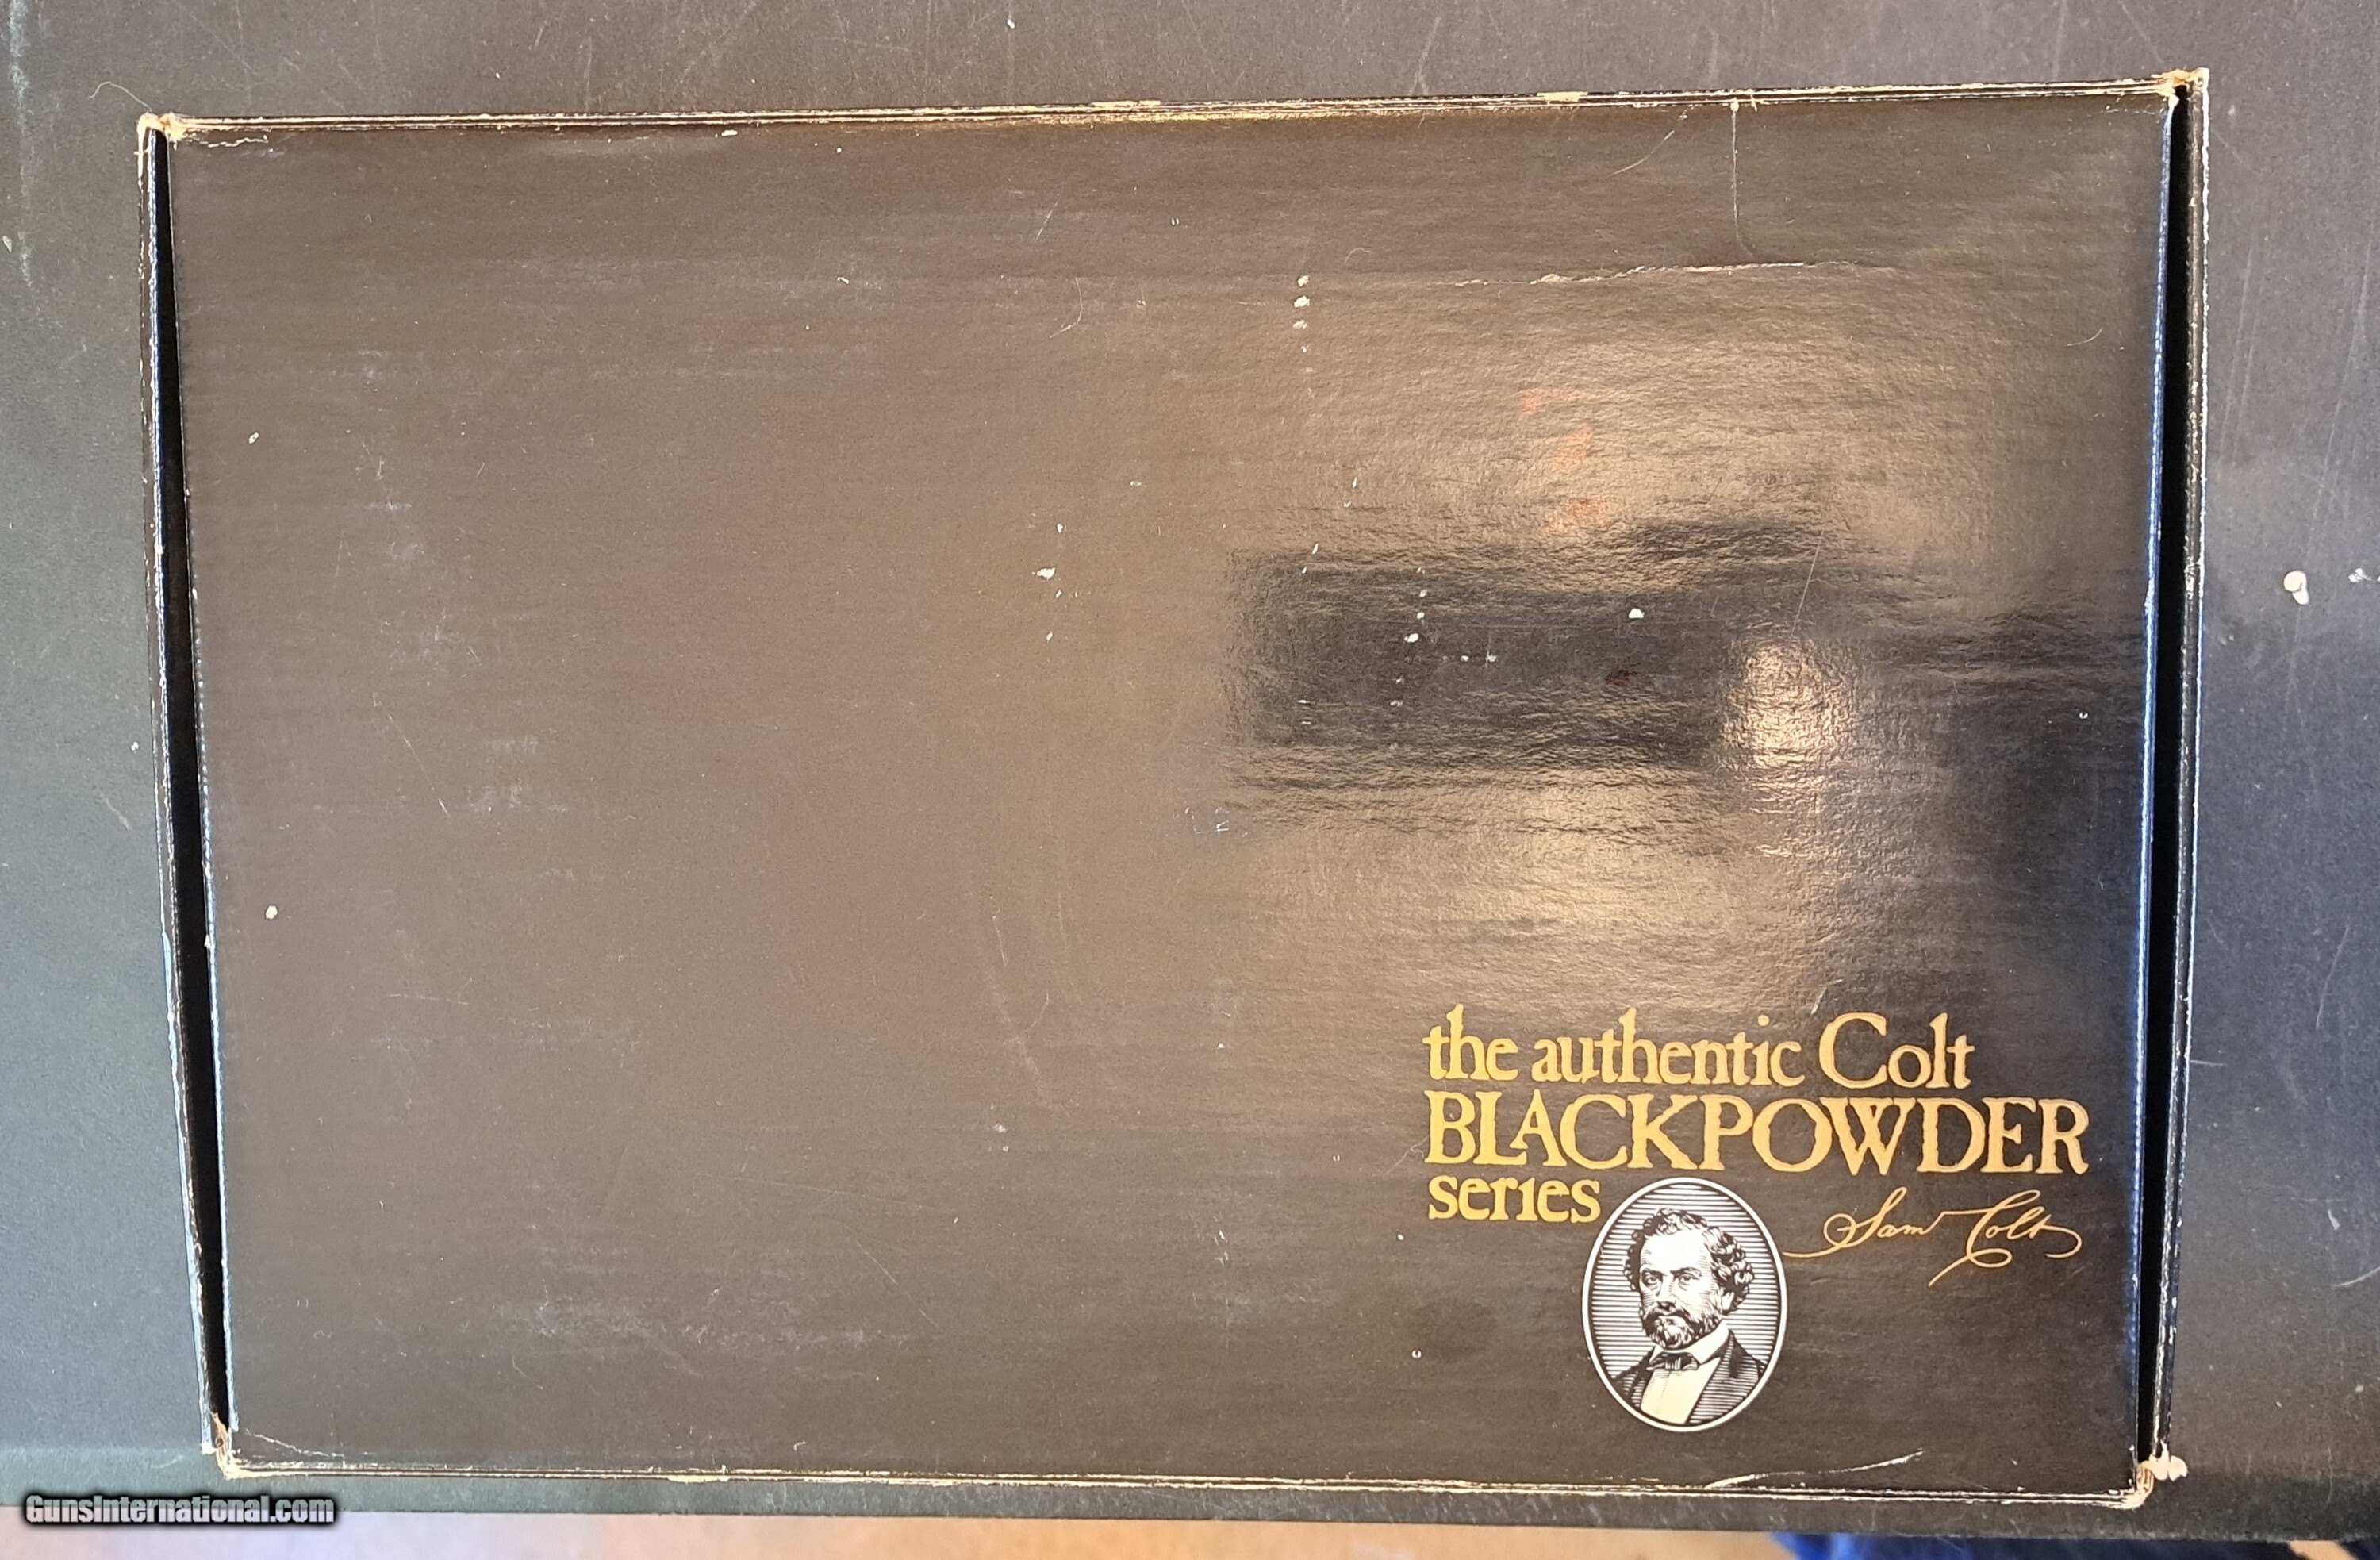 the authentic Colt
BLACKPOWDER
series
Sam Colt
GunsInternational.com